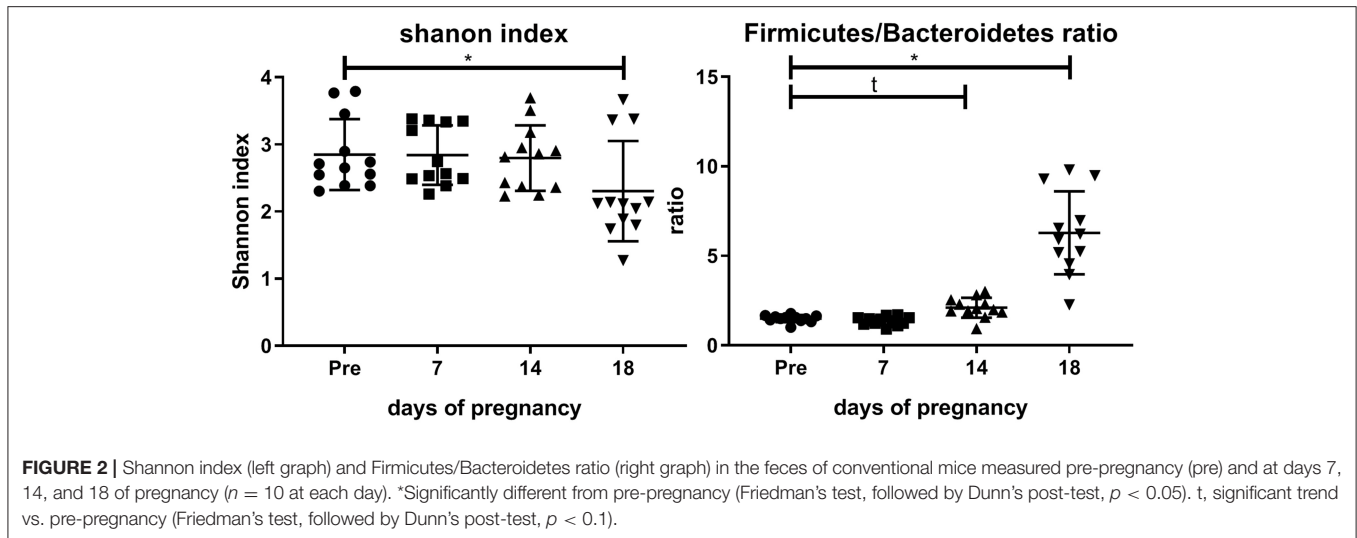 shanon index
*
Shannon index
4
3
2
1
0
Pre 7 14 18
days of pregnancy
Firmicutes/Bacteroidetes ratio
*
t
ratio
15
10
5
0
Pre 7 14 18
days of pregnancy
FIGURE 2 | Shannon index (left graph) and Firmicutes/Bacteroidetes ratio (right graph) in the feces of conventional mice measured pre-pregnancy (pre) and at days 7,
14, and 18 of pregnancy (n = 10 at each day). *Significantly different from pre-pregnancy (Friedman's test, followed by Dunn's post-test, p < 0.05). t, significant trend
vs. pre-pregnancy (Friedman's test, followed by Dunn's post-test, p < 0.1).